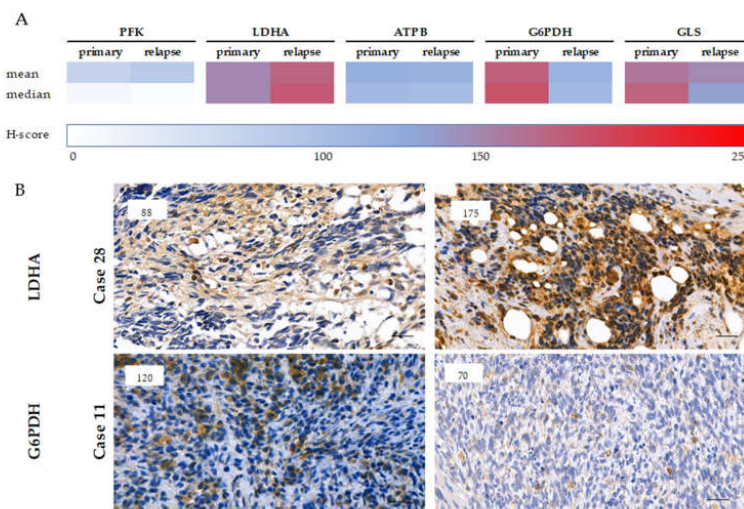 A
PFK LDHA ATPB G6PDH GLS
primary relapse primary relapse primary relapse primary relapse primary relapse
mean
median
H-score
0 100 150 25
B
LDHA
Case 28
88
175
G6PDH
Case 11
120
70